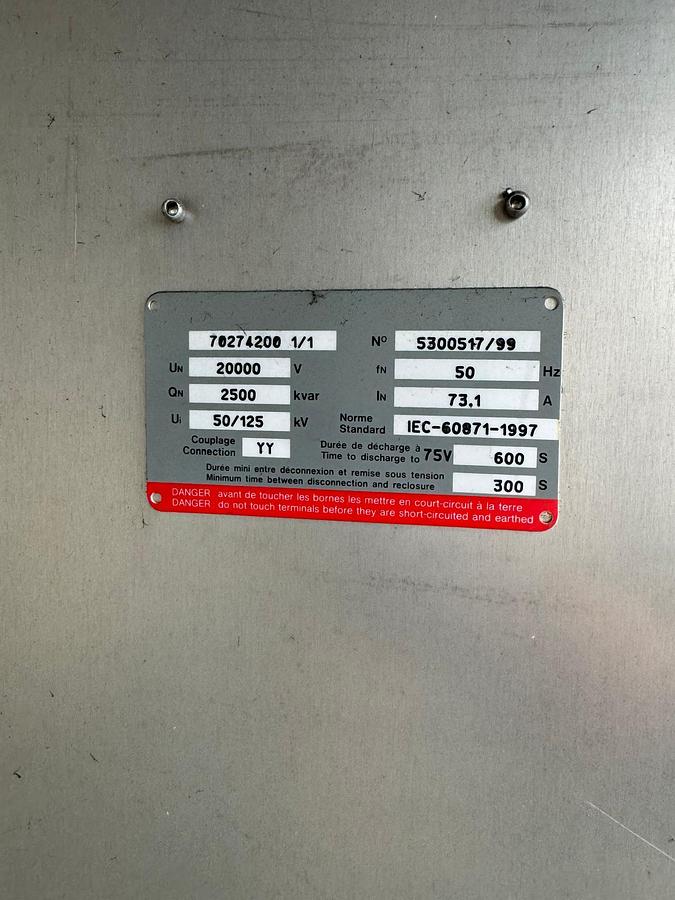 70274200 1/1 Nº 5300517/99
UN 20000 V fN 50 Hz
QN 2500 kvar IN 73.1 A
Ui 50/125 kV Norme Standard IEC-60871-1997
Couplage Connection YY Durée de décharge à Time to discharge to 75V 600 S
Durée mini entre déconnexion et remise sous tension
Minimum time between disconnection and reclosure 300 S
DANGER avant de toucher les bornes les mettre en court-circuit à la terre
DANGER do not touch terminals before they are short-circuited and earthed